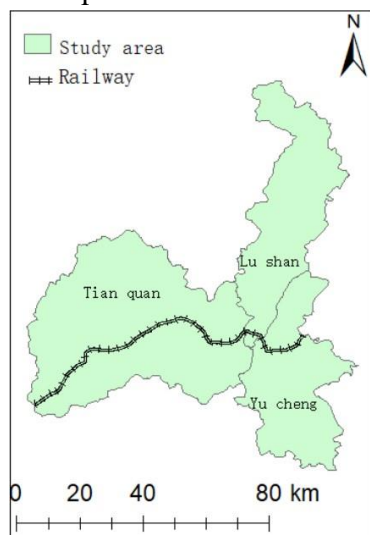 N
Study area
Railway
Lu shan
Tian quan
Yu cheng
0 20 40 80 km